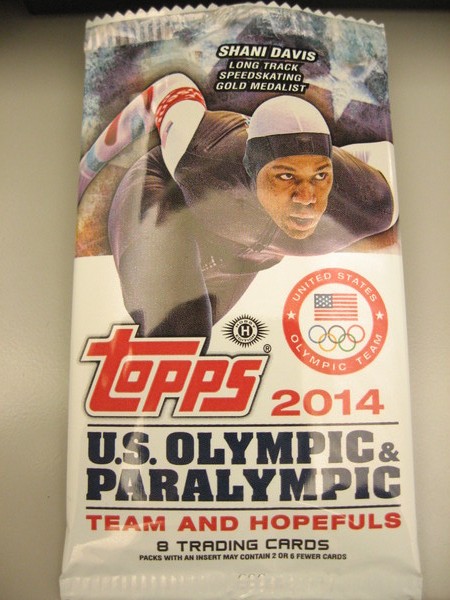 SHANI DAVIS
LONG TRACK
SPEEDSKATING
GOLD MEDALIST
UNITED STATES
OLYMPIC TEAM
H
TOPPS®
2014
U.S. OLYMPIC &
PARALYMPIC
TEAM AND HOPEFULS
8 TRADING CARDS
PACKS WITH AN INSERT MAY CONTAIN 2 OR 6 FEWER CARDS